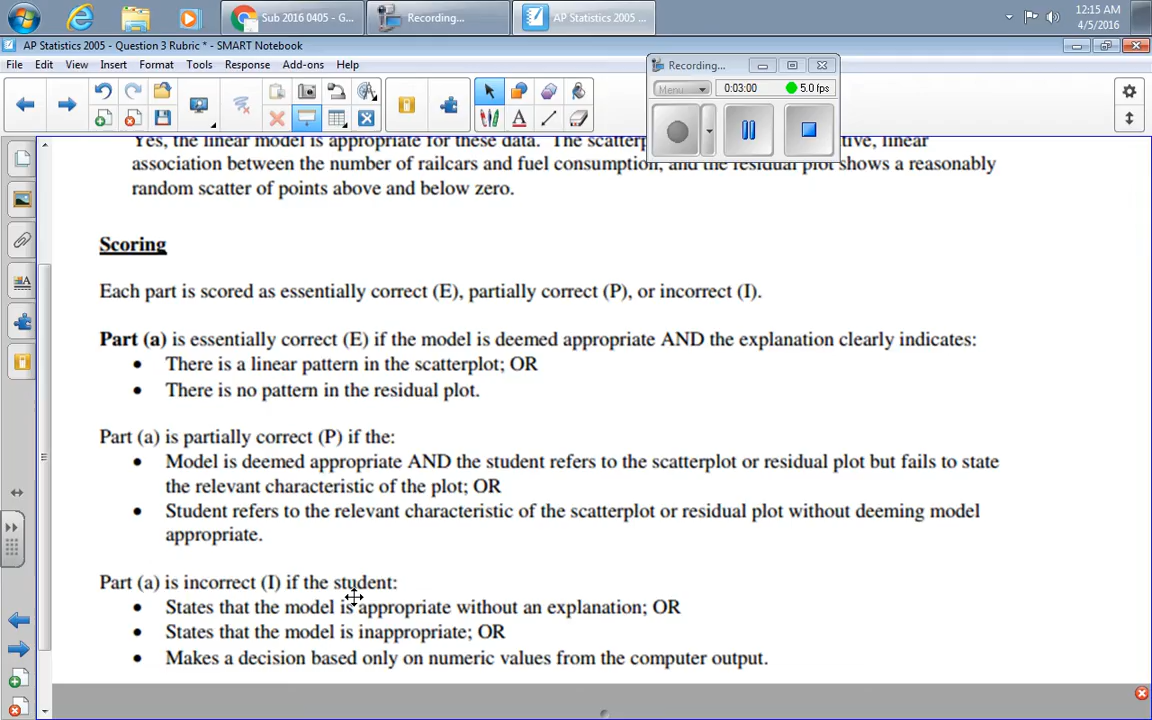 Sub 2016 0405 - G...
Recording...
AP Statistics 2005 ...
12:15 AM
4/5/2016
AP Statistics 2005 - Question 3 Rubric * - SMART Notebook
File Edit View Insert Format Tools Response Add-ons Help
Recording...
Menu
0:03:00
5.0 fps
Yes, the linear model is appropriate for these data. The scatterp tive, linear
association between the number of railcars and fuel consumption, and the residual plot shows a reasonably
random scatter of points above and below zero.
Scoring
Each part is scored as essentially correct (E), partially correct (P), or incorrect (I).
Part (a) is essentially correct (E) if the model is deemed appropriate AND the explanation clearly indicates:
• There is a linear pattern in the scatterplot; OR
• There is no pattern in the residual plot.
Part (a) is partially correct (P) if the:
• Model is deemed appropriate AND the student refers to the scatterplot or residual plot but fails to state
the relevant characteristic of the plot; OR
• Student refers to the relevant characteristic of the scatterplot or residual plot without deeming model
appropriate.
Part (a) is incorrect (I) if the student:
• States that the model is appropriate without an explanation; OR
• States that the model is inappropriate; OR
• Makes a decision based only on numeric values from the computer output.